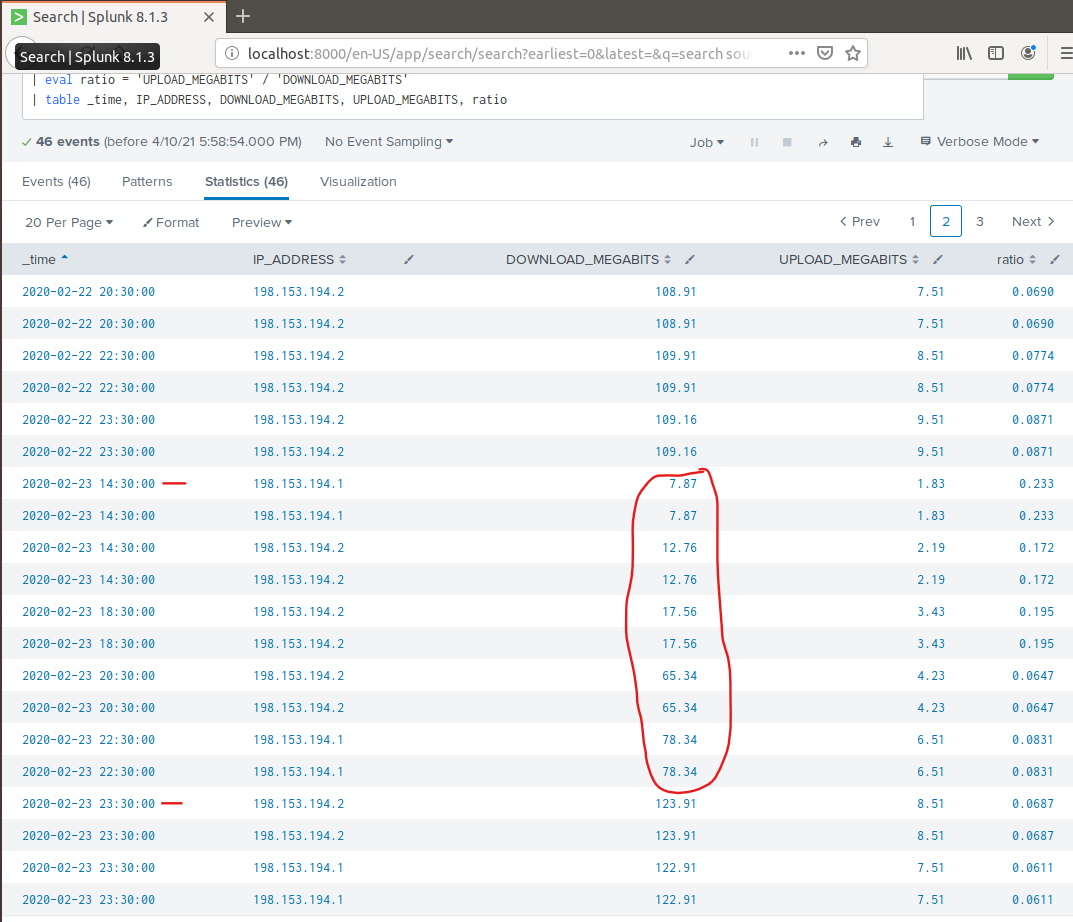 Search | Splunk 8.1.3
Search | Splunk 8.1.3
localhost:8000/en-US/app/search/search?earliest=0&latest=&q=search sou
| eval ratio = 'UPLOAD_MEGABITS' / 'DOWNLOAD_MEGABITS'
| table _time, IP_ADDRESS, DOWNLOAD_MEGABITS, UPLOAD_MEGABITS, ratio
46 events (before 4/10/21 5:58:54.000 PM) No Event Sampling Job Verbose Mode
Events (46) Patterns Statistics (46) Visualization
20 Per Page Format Preview Prev 1 2 3 Next
_time IP_ADDRESS DOWNLOAD_MEGABITS UPLOAD_MEGABITS ratio
2020-02-22 20:30:00 198.153.194.2 108.91 7.51 0.0690
2020-02-22 20:30:00 198.153.194.2 108.91 7.51 0.0690
2020-02-22 22:30:00 198.153.194.2 109.91 8.51 0.0774
2020-02-22 22:30:00 198.153.194.2 109.91 8.51 0.0774
2020-02-22 23:30:00 198.153.194.2 109.16 9.51 0.0871
2020-02-22 23:30:00 198.153.194.2 109.16 9.51 0.0871
2020-02-23 14:30:00 198.153.194.1 7.87 1.83 0.233
2020-02-23 14:30:00 198.153.194.1 7.87 1.83 0.233
2020-02-23 14:30:00 198.153.194.2 12.76 2.19 0.172
2020-02-23 14:30:00 198.153.194.2 12.76 2.19 0.172
2020-02-23 18:30:00 198.153.194.2 17.56 3.43 0.195
2020-02-23 18:30:00 198.153.194.2 17.56 3.43 0.195
2020-02-23 20:30:00 198.153.194.2 65.34 4.23 0.0647
2020-02-23 20:30:00 198.153.194.2 65.34 4.23 0.0647
2020-02-23 22:30:00 198.153.194.1 78.34 6.51 0.0831
2020-02-23 22:30:00 198.153.194.1 78.34 6.51 0.0831
2020-02-23 23:30:00 198.153.194.2 123.91 8.51 0.0687
2020-02-23 23:30:00 198.153.194.2 123.91 8.51 0.0687
2020-02-23 23:30:00 198.153.194.1 122.91 7.51 0.0611
2020-02-23 23:30:00 198.153.194.1 122.91 7.51 0.0611